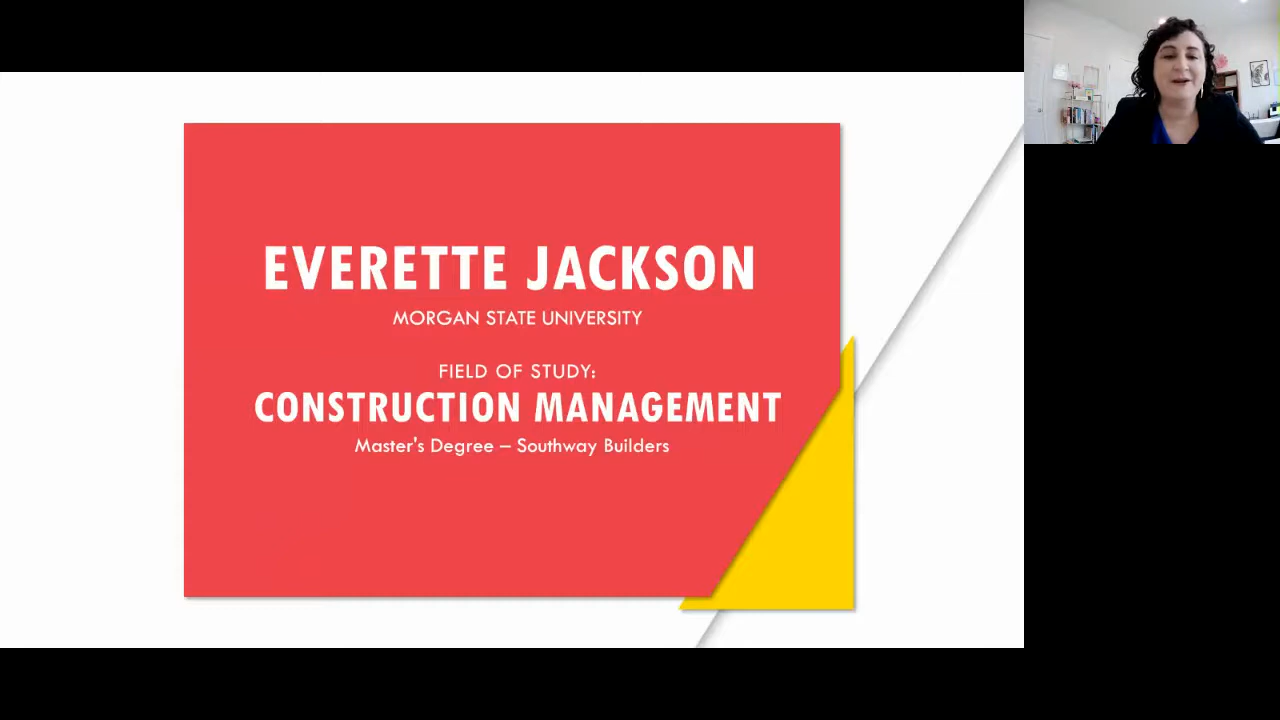 EVERETTE JACKSON
MORGAN STATE UNIVERSITY
FIELD OF STUDY:
CONSTRUCTION MANAGEMENT
Master's Degree – Southway Builders